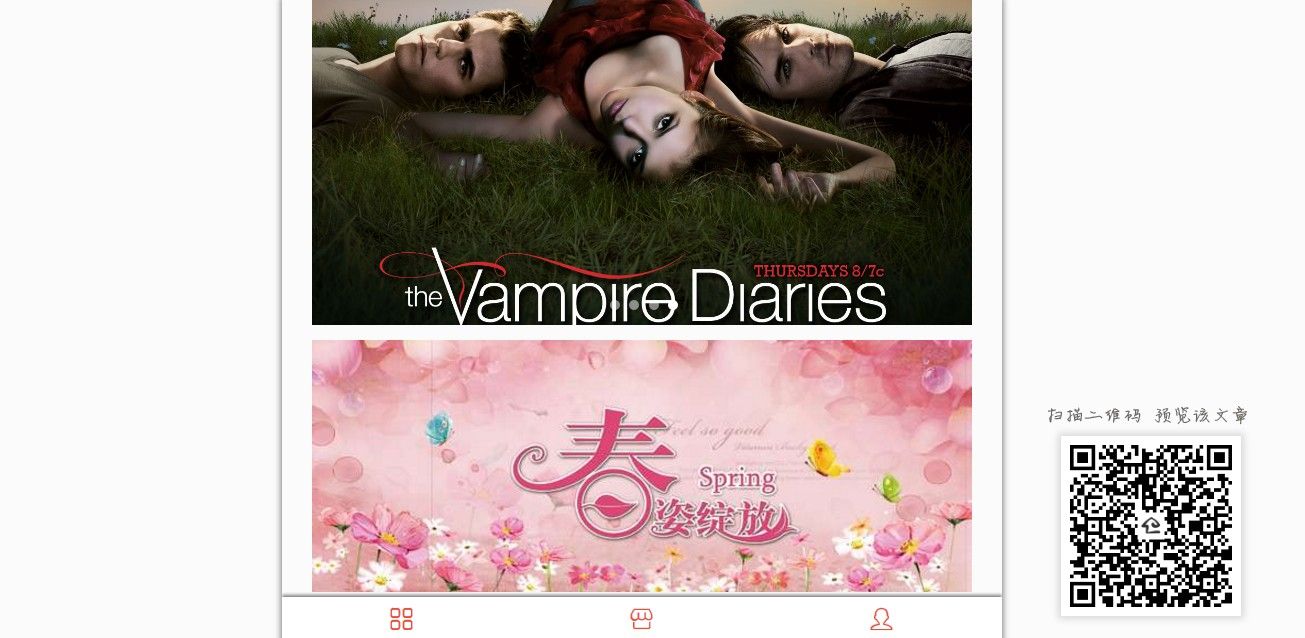 THURSDAYS 8/7c
the Vampire Diaries
Feel so good
春
Spring
姿绽放
扫描二维码 预览该文章